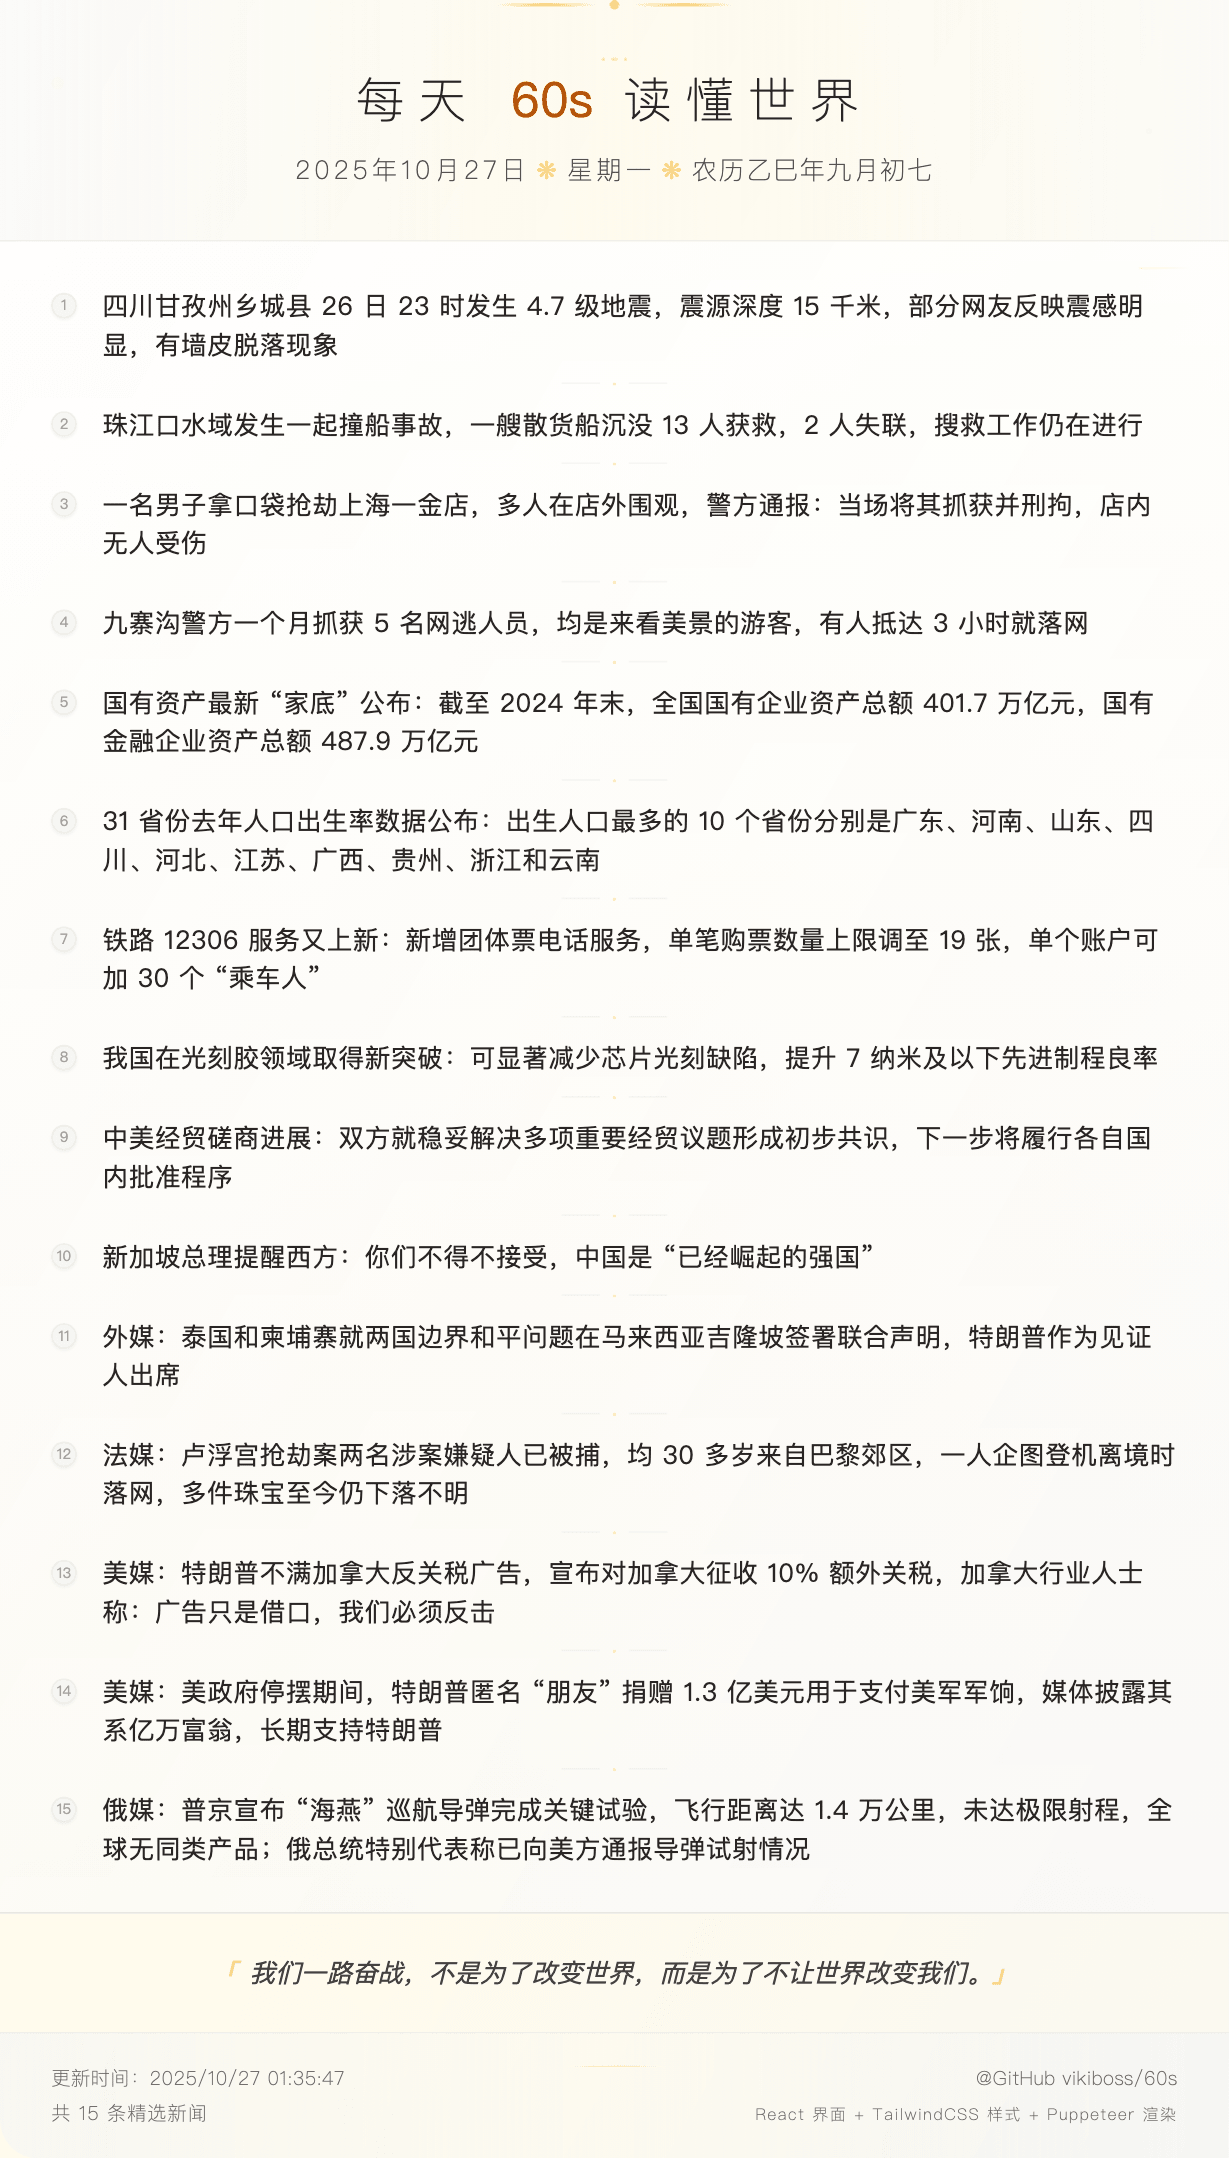 每天 60s 读懂世界
2025年10月27日 ❋ 星期一 ❋ 农历乙巳年九月初七
1 四川甘孜州乡城县 26 日 23 时发生 4.7 级地震，震源深度 15 千米，部分网友反映震感明
显，有墙皮脱落现象
2 珠江口水域发生一起撞船事故，一艘散货船沉没 13 人获救，2 人失联，搜救工作仍在进行
3 一名男子拿口袋抢劫上海一金店，多人在店外围观，警方通报：当场将其抓获并刑拘，店内
无人受伤
4 九寨沟警方一个月抓获 5 名网逃人员，均是来看美景的游客，有人抵达 3 小时就落网
5 国有资产最新 “家底” 公布：截至 2024 年末，全国国有企业资产总额 401.7 万亿元，国有
金融企业资产总额 487.9 万亿元
6 31 省份去年人口出生率数据公布：出生人口最多的 10 个省份分别是广东、河南、山东、四
川、河北、江苏、广西、贵州、浙江和云南
7 铁路 12306 服务又上新：新增团体票电话服务，单笔购票数量上限调至 19 张，单个账户可
加 30 个 “乘车人”
8 我国在光刻胶领域取得新突破：可显著减少芯片光刻缺陷，提升 7 纳米及以下先进制程良率
9 中美经贸磋商进展：双方就稳妥解决多项重要经贸议题形成初步共识，下一步将履行各自国
内批准程序
10 新加坡总理提醒西方：你们不得不接受，中国是 “已经崛起的强国”
11 外媒：泰国和柬埔寨就两国边界和平问题在马来西亚吉隆坡签署联合声明，特朗普作为见证
人出席
12 法媒：卢浮宫抢劫案两名涉案嫌疑人已被捕，均 30 多岁来自巴黎郊区，一人企图登机离境时
落网，多件珠宝至今仍下落不明
13 美媒：特朗普不满加拿大反关税广告，宣布对加拿大征收 10% 额外关税，加拿大行业人士
称：广告只是借口，我们必须反击
14 美媒：美政府停摆期间，特朗普匿名 “朋友” 捐赠 1.3 亿美元用于支付美军军饷，媒体披露其
系亿万富翁，长期支持特朗普
15 俄媒：普京宣布 “海燕” 巡航导弹完成关键试验，飞行距离达 1.4 万公里，未达极限射程，全
球无同类产品；俄总统特别代表称已向美方通报导弹试射情况
「 我们一路奋战，不是为了改变世界，而是为了不让世界改变我们。」
更新时间：2025/10/27 01:35:47
@GitHub vikiboss/60s
共 15 条精选新闻
React 界面 + TailwindCSS 样式 + Puppeteer 渲染